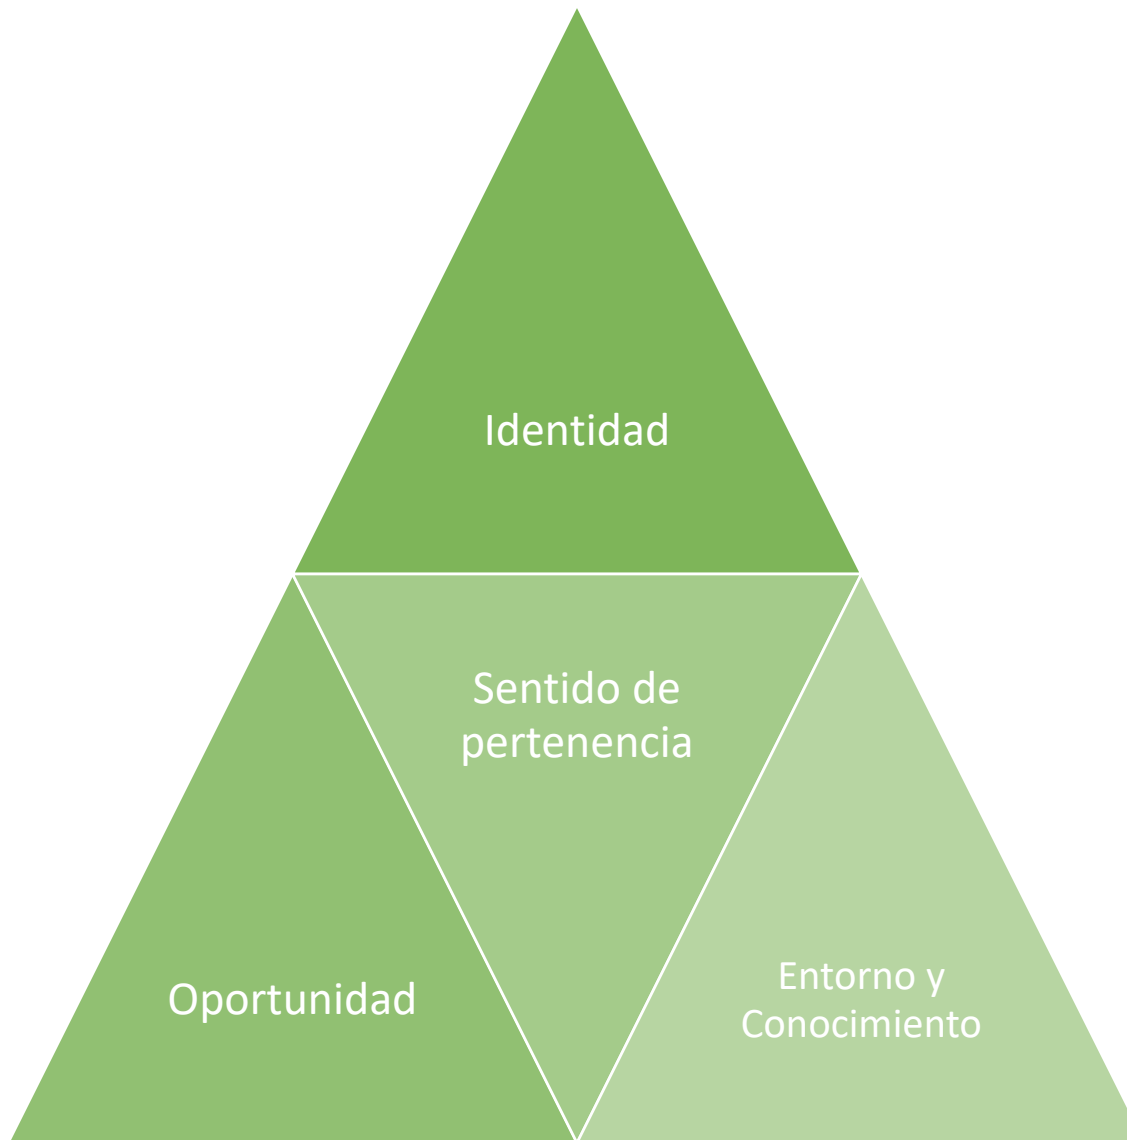 Identidad
Sentido de
pertenencia
Oportunidad
Entorno y
Conocimiento